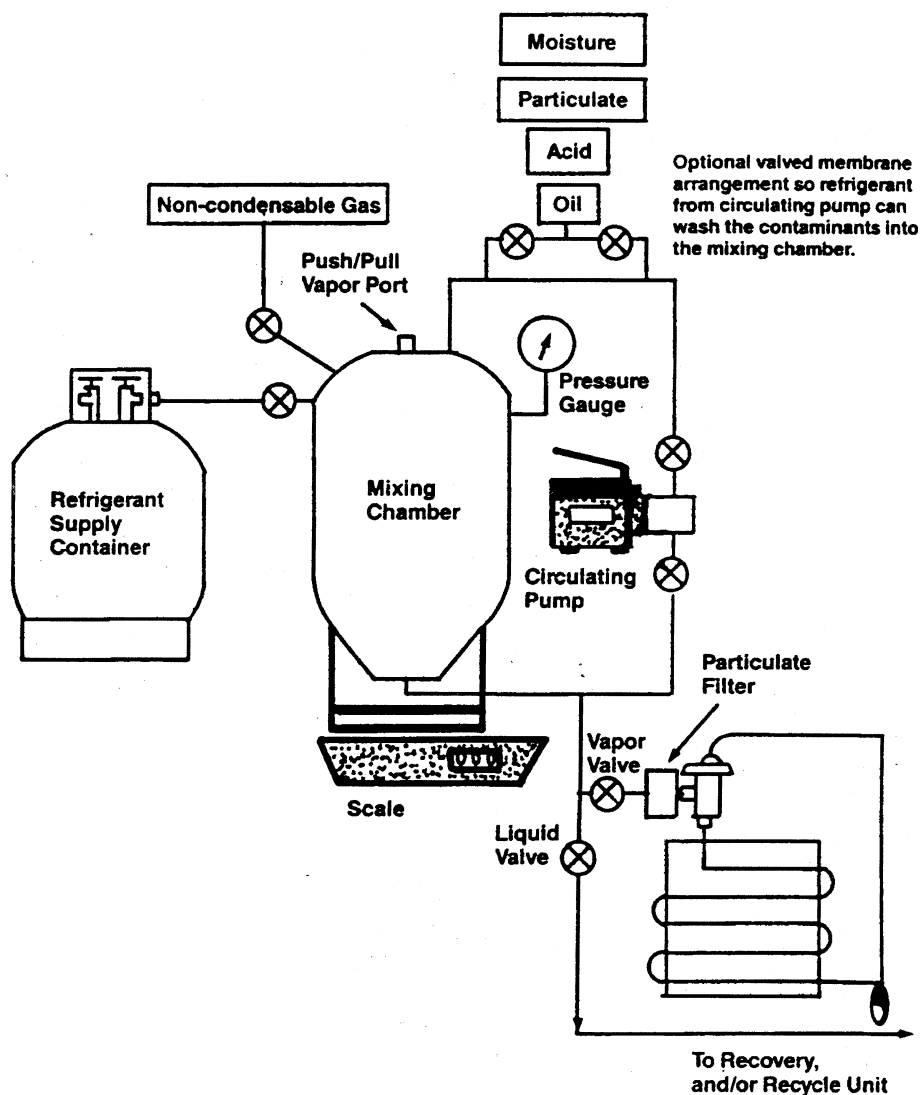 Moisture
Particulate
Acid
Oil
Optional valved membrane
arrangement so refrigerant
from circulating pump can
wash the contaminants into
the mixing chamber.
Non-condensable Gas
Push/Pull
Vapor Port
Pressure
Gauge
Refrigerant
Supply
Container
Mixing
Chamber
Circulating
Pump
Particulate
Filter
Vapor
Valve
Scale
Liquid
Valve
To Recovery,
and/or Recycle Unit